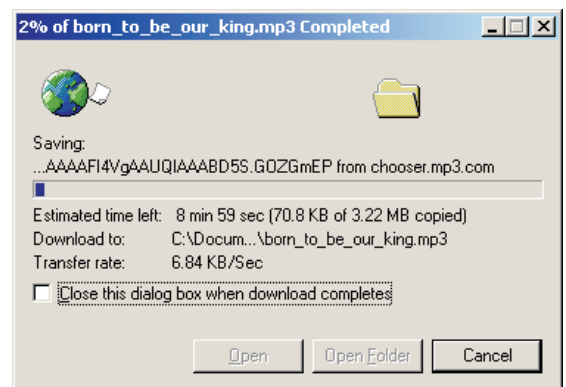 2% of born_to_be_our_king.mp3 Completed
Saving:
...AAAAFI4VgAAUQIAAABD5S.GOZGmEP from chooser.mp3.com
Estimated time left: 8 min 59 sec (70.8 KB of 3.22 MB copied)
Download to: C:\Docum...\born_to_be_our_king.mp3
Transfer rate: 6.84 KB/Sec
Close this dialog box when download completes
Open Open Folder Cancel